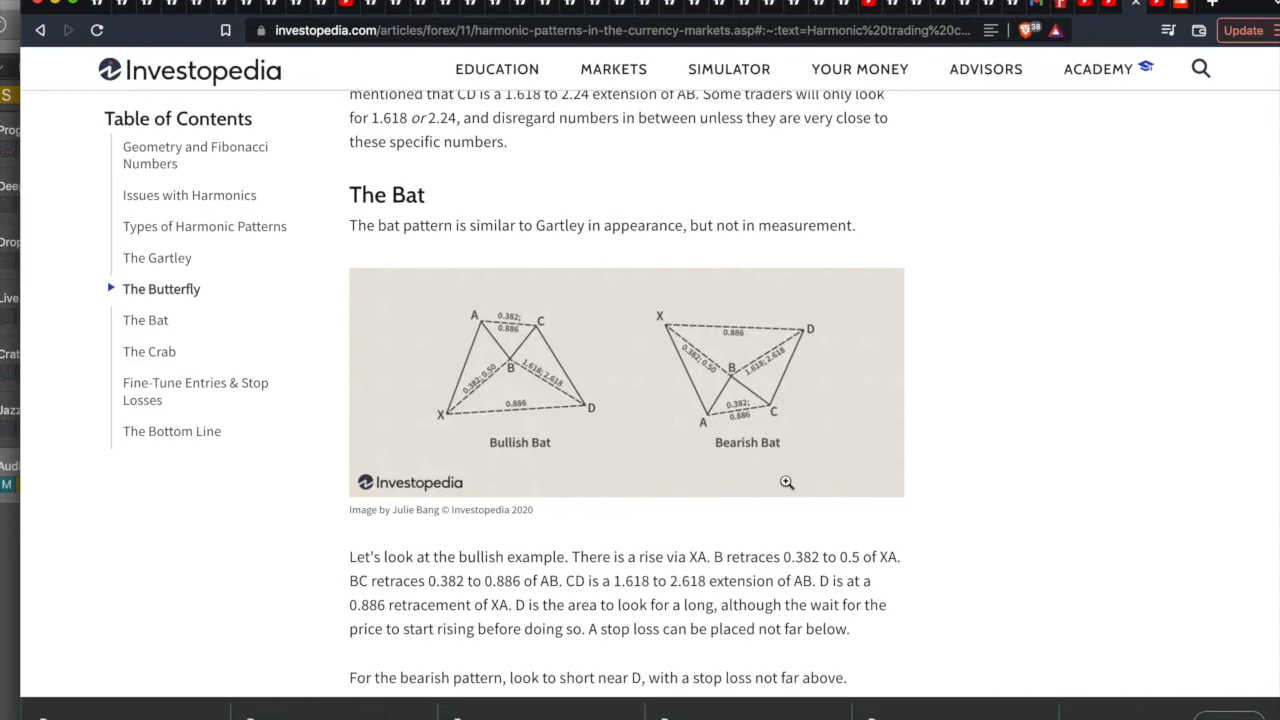 investopedia.com/articles/forex/11/harmonic-patterns-in-the-currency-markets.asp#:~:text=Harmonic%20trading%20c...
38
Update
Investopedia
EDUCATION
MARKETS
SIMULATOR
YOUR MONEY
ADVISORS
ACADEMY
Table of Contents
Geometry and Fibonacci
Numbers
Issues with Harmonics
Types of Harmonic Patterns
The Gartley
The Butterfly
The Bat
The Crab
Fine-Tune Entries & Stop
Losses
The Bottom Line
mentioned that CD is a 1.618 to 2.24 extension of AB. Some traders will only look
for 1.618 or 2.24, and disregard numbers in between unless they are very close to
these specific numbers.
The Bat
The bat pattern is similar to Gartley in appearance, but not in measurement.
A
0.382;
0.886
C
0.382; 0.50
B
1.618; 2.618
X
0.886
D
Bullish Bat
X
0.886
D
0.382; 0.50
B
1.618; 2.618
A
0.382;
0.886
C
Bearish Bat
Investopedia
Image by Julie Bang © Investopedia 2020
Let's look at the bullish example. There is a rise via XA. B retraces 0.382 to 0.5 of XA.
BC retraces 0.382 to 0.886 of AB. CD is a 1.618 to 2.618 extension of AB. D is at a
0.886 retracement of XA. D is the area to look for a long, although the wait for the
price to start rising before doing so. A stop loss can be placed not far below.
For the bearish pattern, look to short near D, with a stop loss not far above.
S
Prog
Deep
Drop
Live
Crat
Jazz
Audi
M